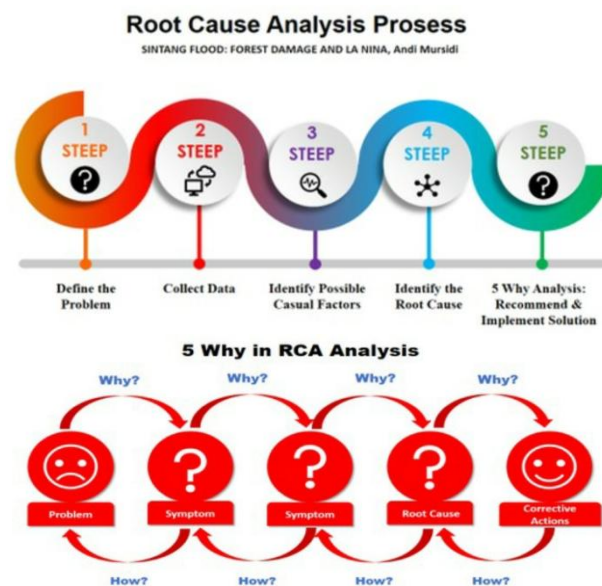 Root Cause Analysis Prosess
SINTANG FLOOD: FOREST DAMAGE AND LA NINA, Andi Mursidi
1
STEEP
2
STEEP
3
STEEP
4
STEEP
5
STEEP
Define the
Problem
Collect Data
Identify Possible
Casual Factors
Identify the
Root Cause
5 Why Analysis:
Recommend &
Implement Solution
5 Why in RCA Analysis
Why?
Why?
Why?
Why?
Problem
Symptom
Symptom
Root Cause
Corrective
Actions
How?
How?
How?
How?